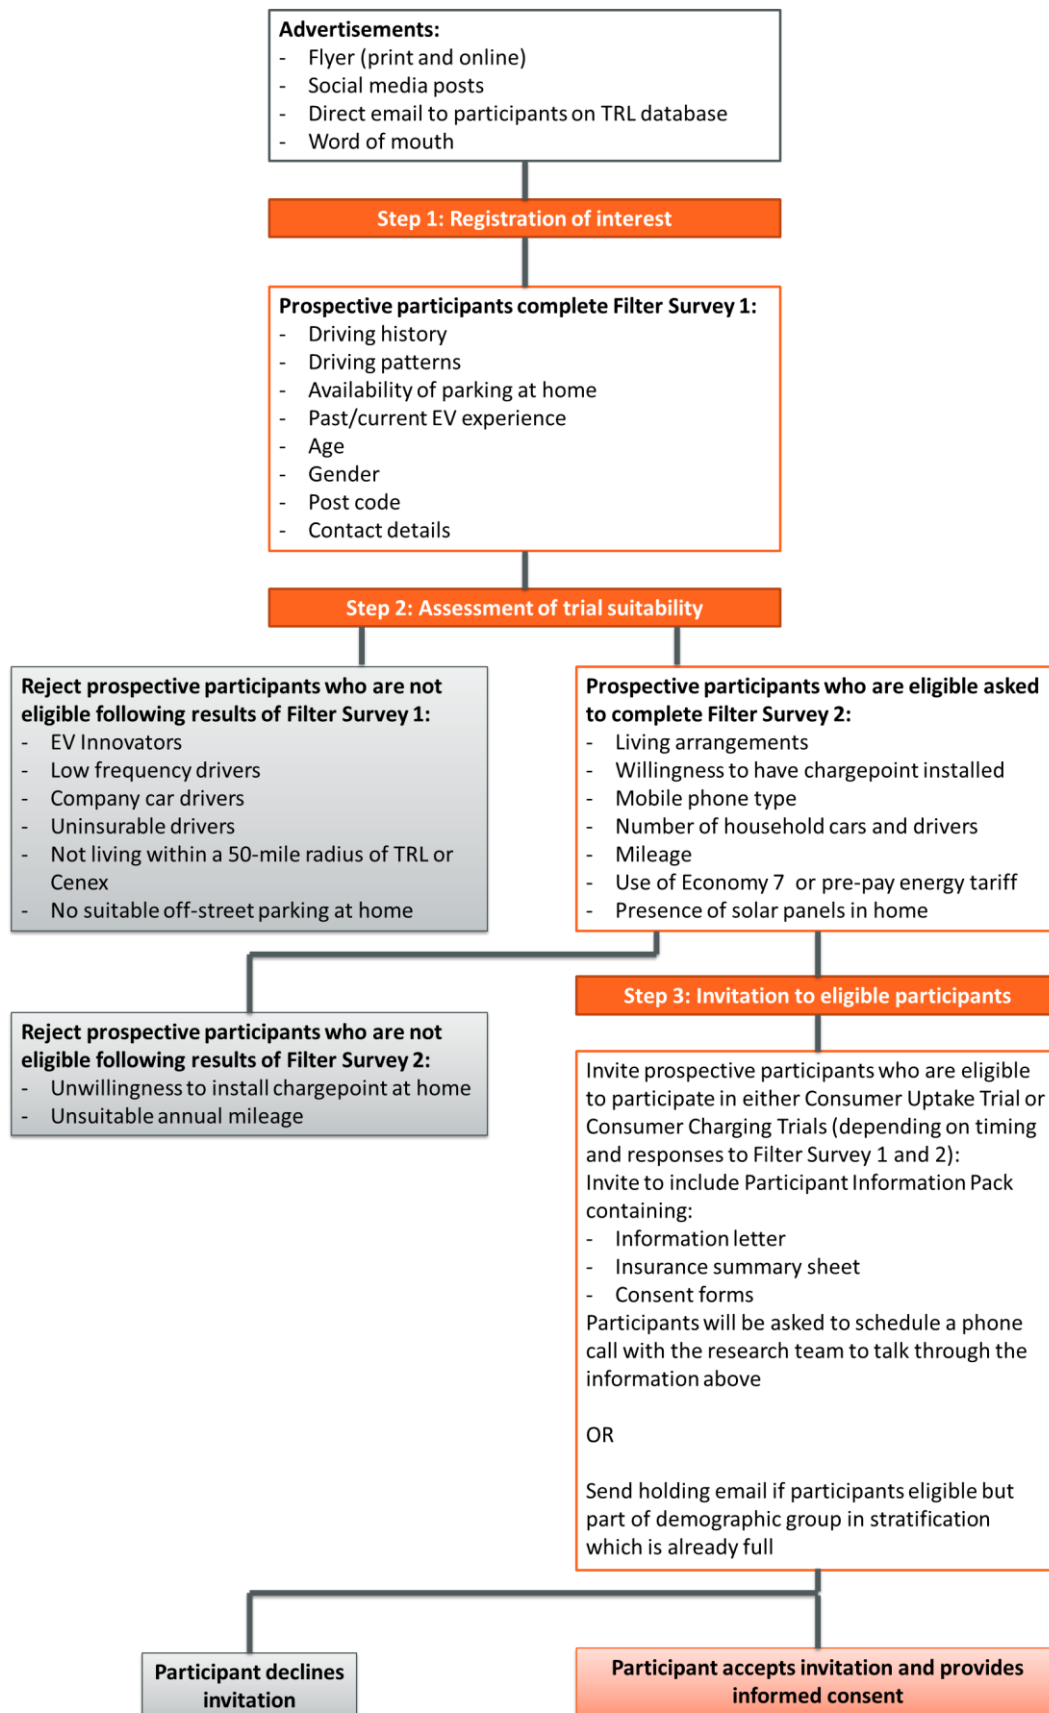 Advertisements:
- Flyer (print and online)
- Social media posts
- Direct email to participants on TRL database
- Word of mouth
Step 1: Registration of interest
Prospective participants complete Filter Survey 1:
- Driving history
- Driving patterns
- Availability of parking at home
- Past/current EV experience
- Age
- Gender
- Post code
- Contact details
Step 2: Assessment of trial suitability
Reject prospective participants who are not
eligible following results of Filter Survey 1:
- EV Innovators
- Low frequency drivers
- Company car drivers
- Uninsurable drivers
- Not living within a 50-mile radius of TRL or
Cenex
- No suitable off-street parking at home
Prospective participants who are eligible asked
to complete Filter Survey 2:
- Living arrangements
- Willingness to have chargepoint installed
- Mobile phone type
- Number of household cars and drivers
- Mileage
- Use of Economy 7 or pre-pay energy tariff
- Presence of solar panels in home
Reject prospective participants who are not
eligible following results of Filter Survey 2:
- Unwillingness to install chargepoint at home
- Unsuitable annual mileage
Step 3: Invitation to eligible participants
Invite prospective participants who are eligible
to participate in either Consumer Uptake Trial or
Consumer Charging Trials (depending on timing
and responses to Filter Survey 1 and 2):
Invite to include Participant Information Pack
containing:
- Information letter
- Insurance summary sheet
- Consent forms
Participants will be asked to schedule a phone
call with the research team to talk through the
information above
OR
Send holding email if participants eligible but
part of demographic group in stratification
which is already full
Participant declines
invitation
Participant accepts invitation and provides
informed consent